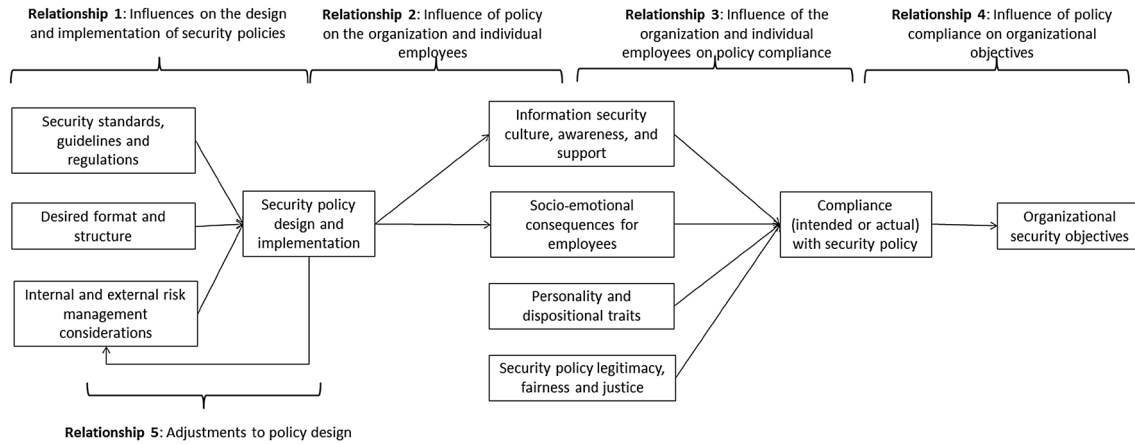 Relationship 1: Influences on the design
and implementation of security policies
Relationship 2: Influence of policy
on the organization and individual
employees
Relationship 3: Influence of the
organization and individual
employees on policy compliance
Relationship 4: Influence of policy
compliance on organizational
objectives
Security standards,
guidelines and
regulations
Desired format and
structure
Internal and external risk
management
considerations
Security policy
design and
implementation
Information security
culture, awareness, and
support
Socio-emotional
consequences for
employees
Personality and
dispositional traits
Security policy legitimacy,
fairness and justice
Compliance
(intended or actual)
with security policy
Organizational
security objectives
Relationship 5: Adjustments to policy design